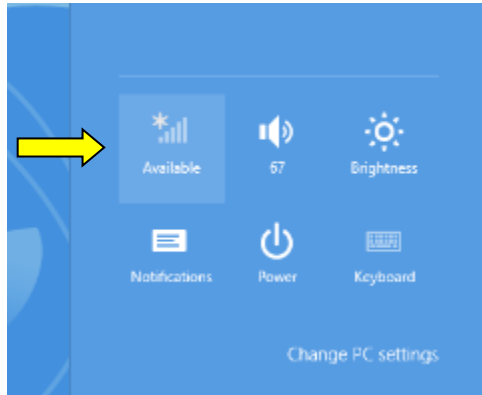 Available
67
Brightness
Notifications
Power
Keyboard
Change PC settings